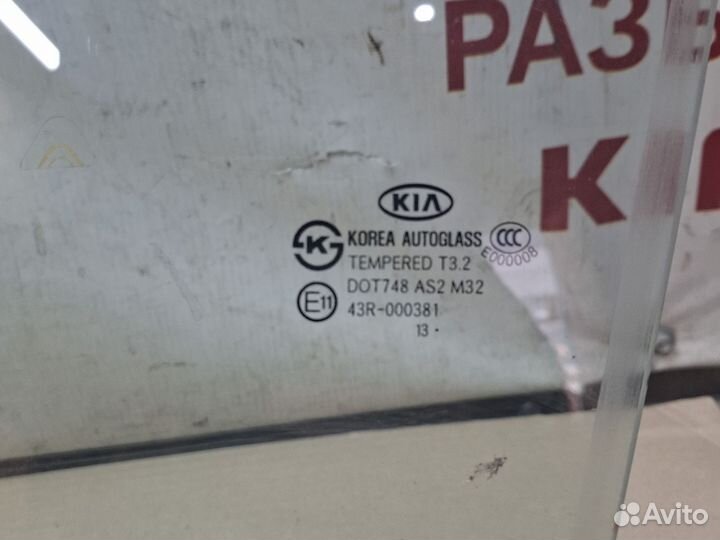 РАЗ
К
KIA
KOREA AUTOGLASS
CCC
E000008
TEMPERED T3.2
DOT748 AS2 M32
E11
43R-000381
13 •
Avito